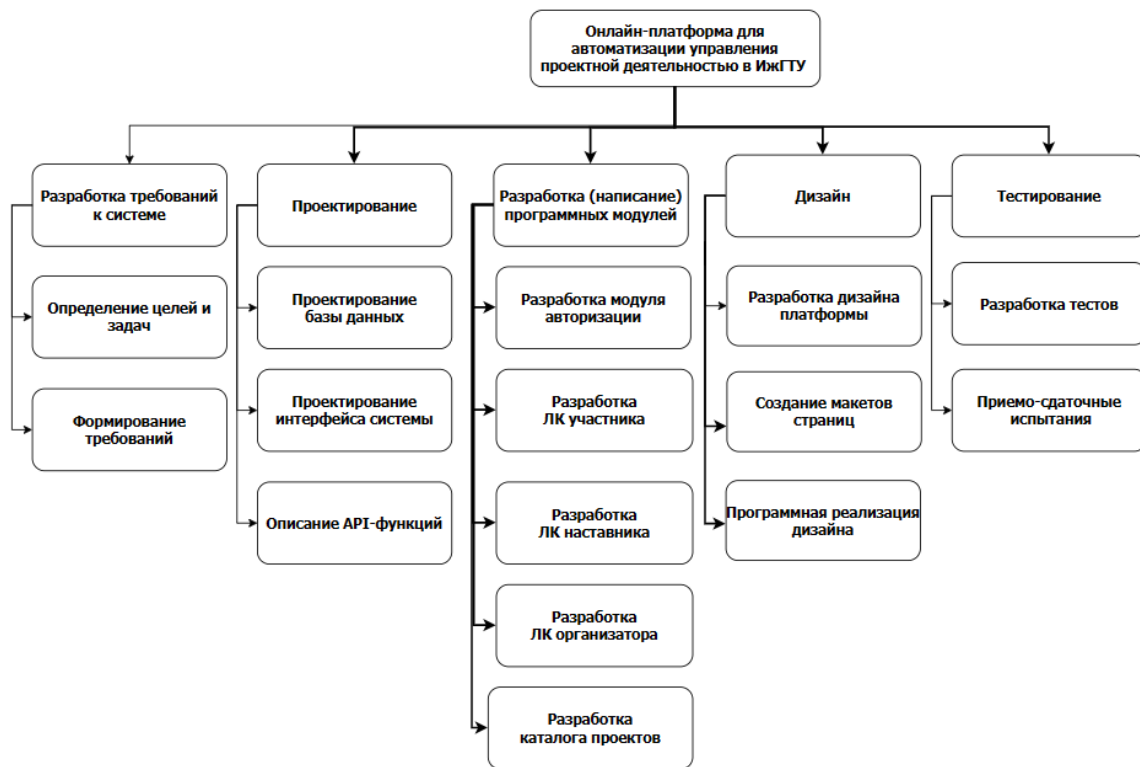 Онлайн-платформа для
автоматизации управления
проектной деятельностью в ИжГТУ
Разработка требований
к системе
Определение целей и
задач
Формирование
требований
Проектирование
Проектирование
базы данных
Проектирование
интерфейса системы
Описание API-функций
Разработка (написание)
программных модулей
Разработка модуля
авторизации
Разработка
ЛК участника
Разработка
ЛК наставника
Разработка
ЛК организатора
Разработка
каталога проектов
Дизайн
Разработка дизайна
платформы
Создание макетов
страниц
Программная реализация
дизайна
Тестирование
Разработка тестов
Приемо-сдаточные
испытания